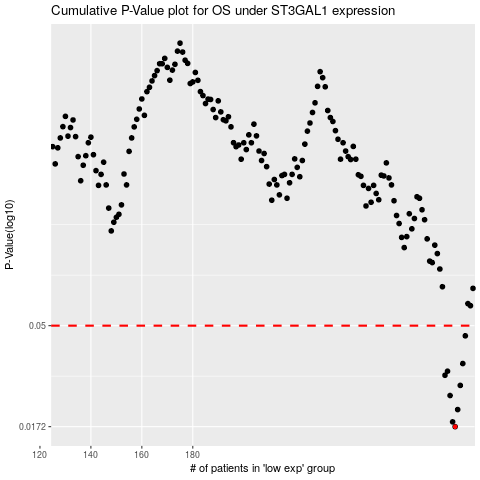 Cumulative P-Value plot for OS under ST3GAL1 expression
P-Value(log10)
0.05
0.0172
120 140 160 180
# of patients in 'low exp' group